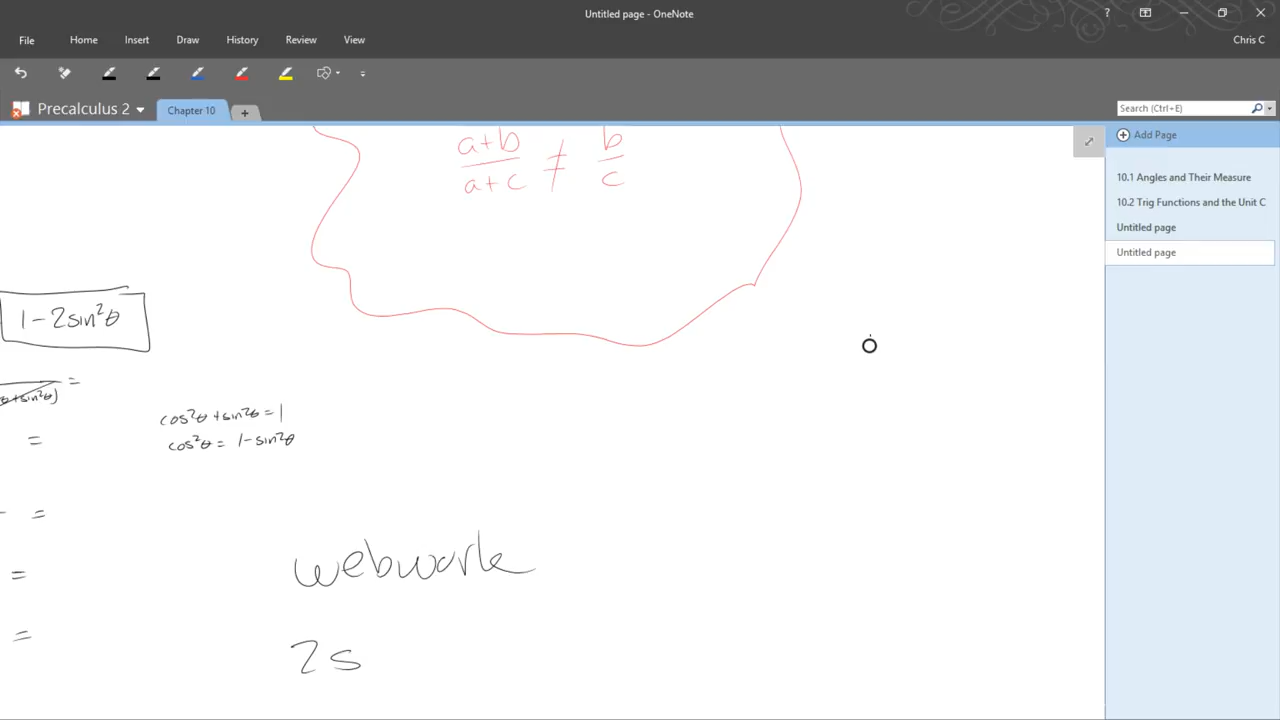 Untitled page - OneNote
?
File Home Insert Draw History Review View
Chris C
Precalculus 2
Chapter 10
+
Search (Ctrl+E)
Add Page
10.1 Angles and Their Measure
10.2 Trig Functions and the Unit C
Untitled page
Untitled page
a+b/a+c ≠ b/c
1-2sin²θ
+sin²θ) =
cos²θ+sin²θ=1
cos²θ = 1-sin²θ
=
=
=
=
webwork
2s